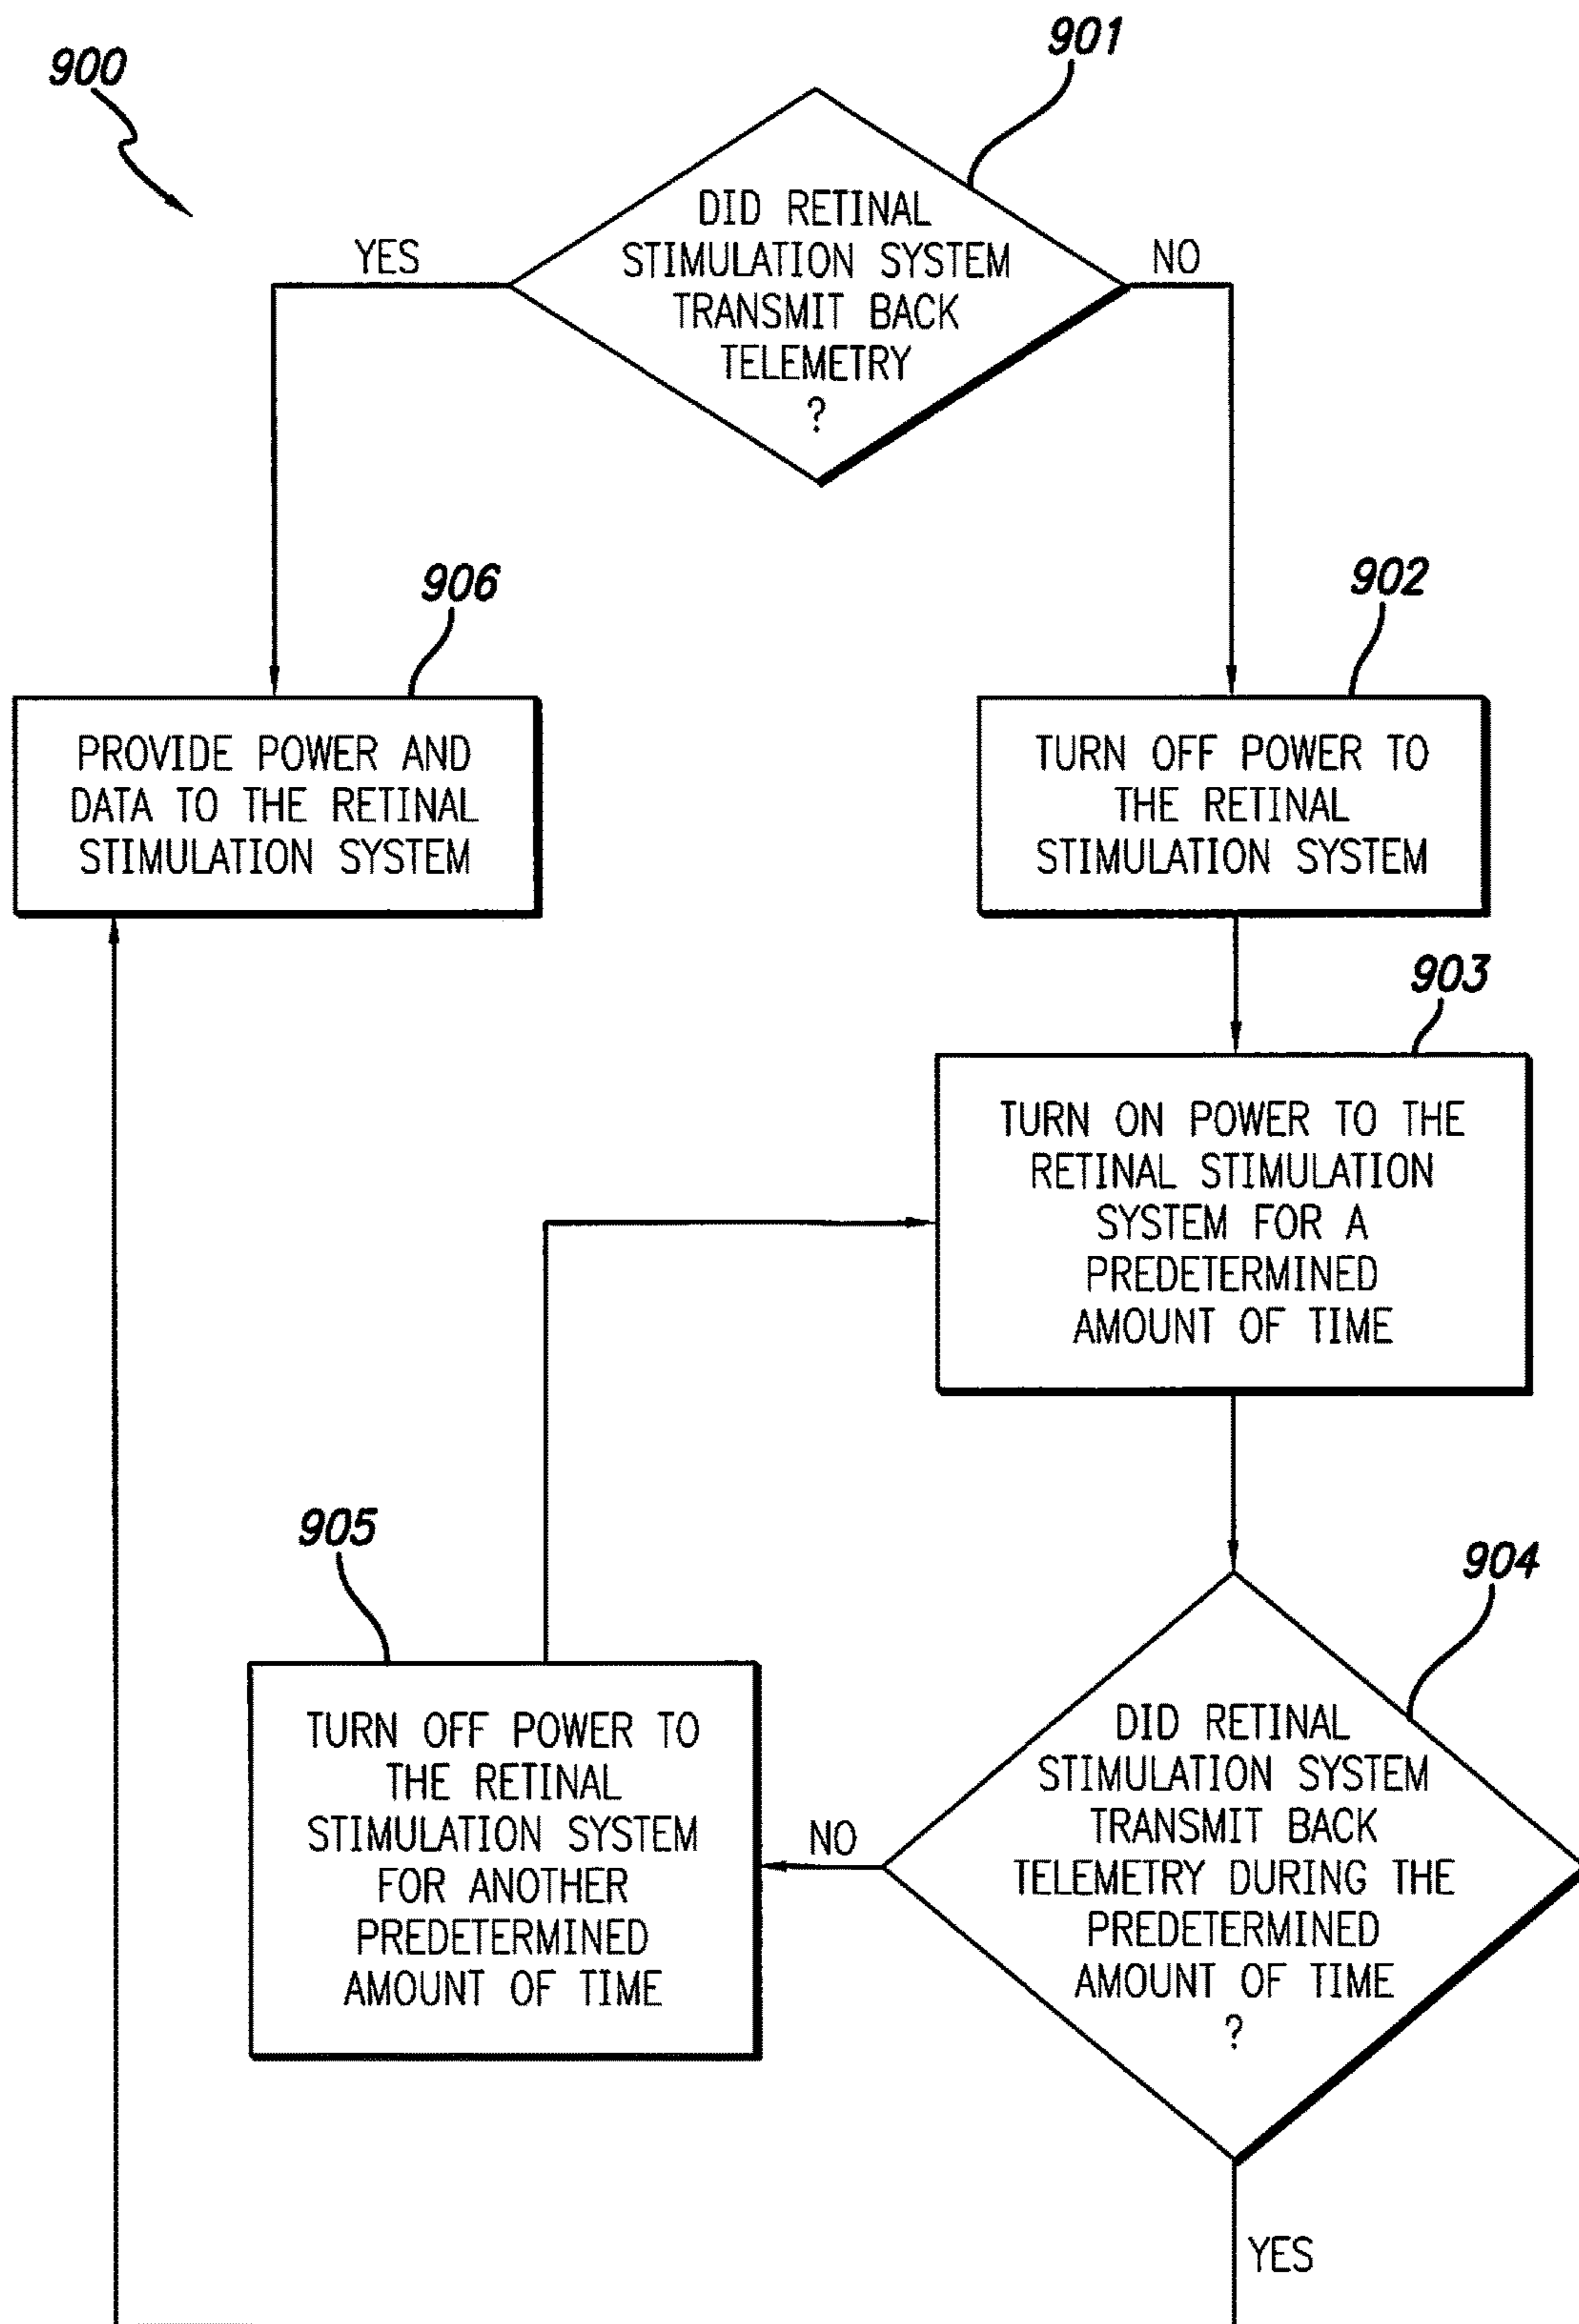 900
901
DID RETINAL
STIMULATION SYSTEM
TRANSMIT BACK
TELEMETRY
?
YES
NO
906
902
PROVIDE POWER AND
DATA TO THE RETINAL
STIMULATION SYSTEM
TURN OFF POWER TO
THE RETINAL
STIMULATION SYSTEM
903
TURN ON POWER TO THE
RETINAL STIMULATION
SYSTEM FOR A
PREDETERMINED
AMOUNT OF TIME
905
904
TURN OFF POWER TO
THE RETINAL
STIMULATION SYSTEM
FOR ANOTHER
PREDETERMINED
AMOUNT OF TIME
NO
DID RETINAL
STIMULATION SYSTEM
TRANSMIT BACK
TELEMETRY DURING THE
PREDETERMINED
AMOUNT OF TIME
?
YES